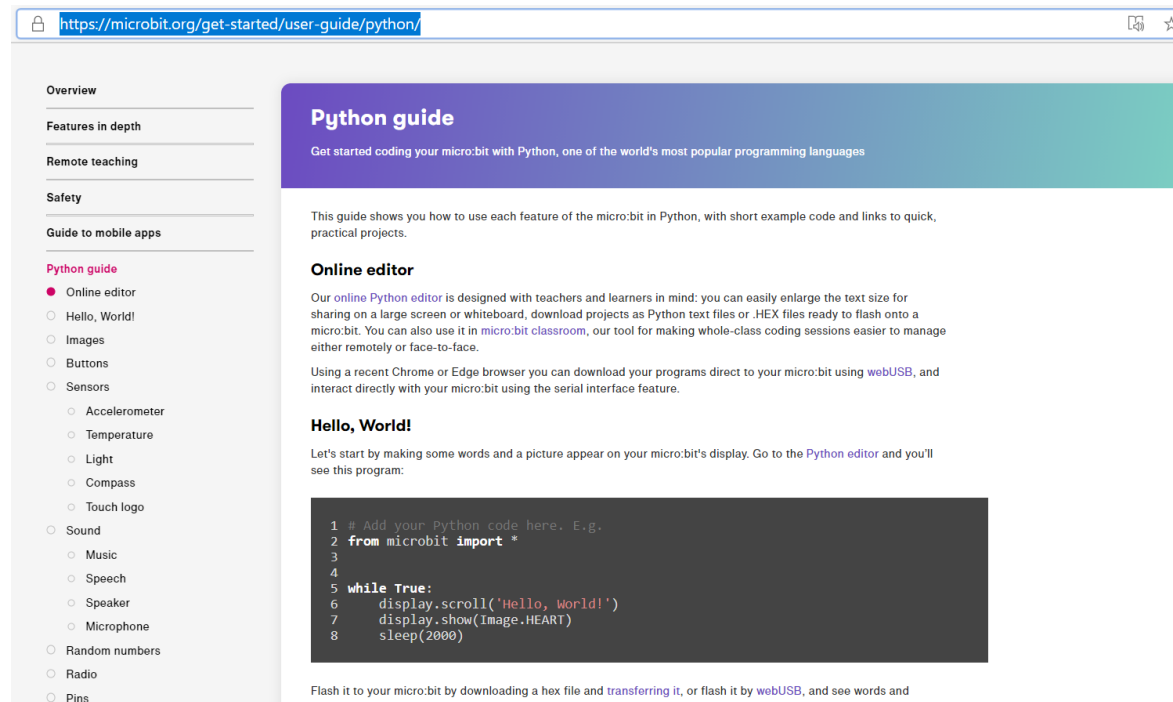 https://microbit.org/get-started/user-guide/python/
Overview
Features in depth
Remote teaching
Safety
Guide to mobile apps
Python guide
Online editor
Hello, World!
Images
Buttons
Sensors
Accelerometer
Temperature
Light
Compass
Touch logo
Sound
Music
Speech
Speaker
Microphone
Random numbers
Radio
Pins
Python guide
Get started coding your micro:bit with Python, one of the world's most popular programming languages
This guide shows you how to use each feature of the micro:bit in Python, with short example code and links to quick,
practical projects.
Online editor
Our online Python editor is designed with teachers and learners in mind: you can easily enlarge the text size for
sharing on a large screen or whiteboard, download projects as Python text files or .HEX files ready to flash onto a
micro:bit. You can also use it in micro:bit classroom, our tool for making whole-class coding sessions easier to manage
either remotely or face-to-face.
Using a recent Chrome or Edge browser you can download your programs direct to your micro:bit using webUSB, and
interact directly with your micro:bit using the serial interface feature.
Hello, World!
Let's start by making some words and a picture appear on your micro:bit's display. Go to the Python editor and you'll
see this program:
1 # Add your Python code here. E.g.
2 from microbit import *
3
4
5 while True:
6     display.scroll('Hello, World!')
7     display.show(Image.HEART)
8     sleep(2000)
Flash it to your micro:bit by downloading a hex file and transferring it, or flash it by webUSB, and see words and